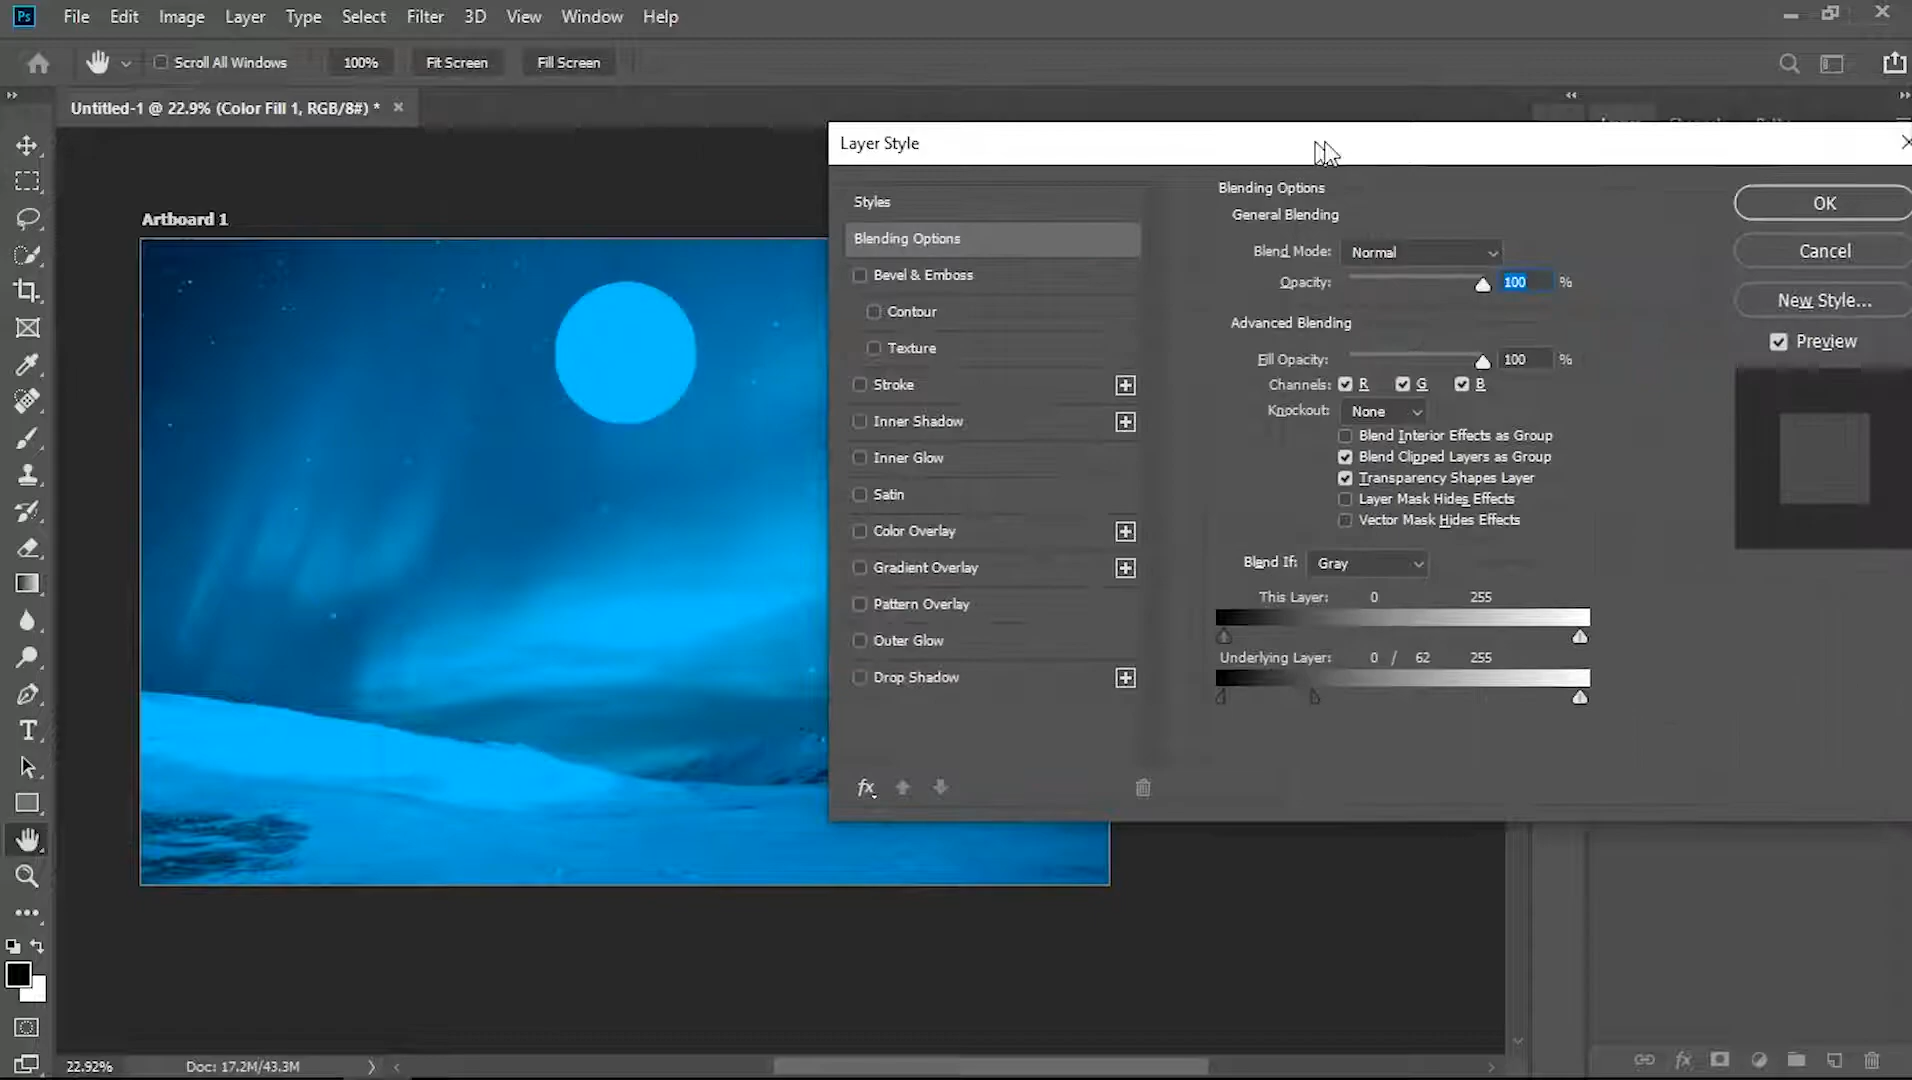 Ps File Edit Image Layer Type Select Filter 3D View Window Help
Scroll All Windows 100% Fit Screen Fill Screen
Untitled-1 @ 22.9% (Color Fill 1, RGB/8#) *
Artboard 1
Layer Style
Styles
Blending Options
Bevel & Emboss
Contour
Texture
Stroke
Inner Shadow
Inner Glow
Satin
Color Overlay
Gradient Overlay
Pattern Overlay
Outer Glow
Drop Shadow
fx
Blending Options
General Blending
Blend Mode: Normal
Opacity: 100 %
Advanced Blending
Fill Opacity: 100 %
Channels: R G B
Knockout: None
Blend Interior Effects as Group
Blend Clipped Layers as Group
Transparency Shapes Layer
Layer Mask Hides Effects
Vector Mask Hides Effects
Blend If: Gray
This Layer: 0 255
Underlying Layer: 0 / 62 255
OK
Cancel
New Style...
Preview
22.92% Doc: 17.2M/43.3M
fx